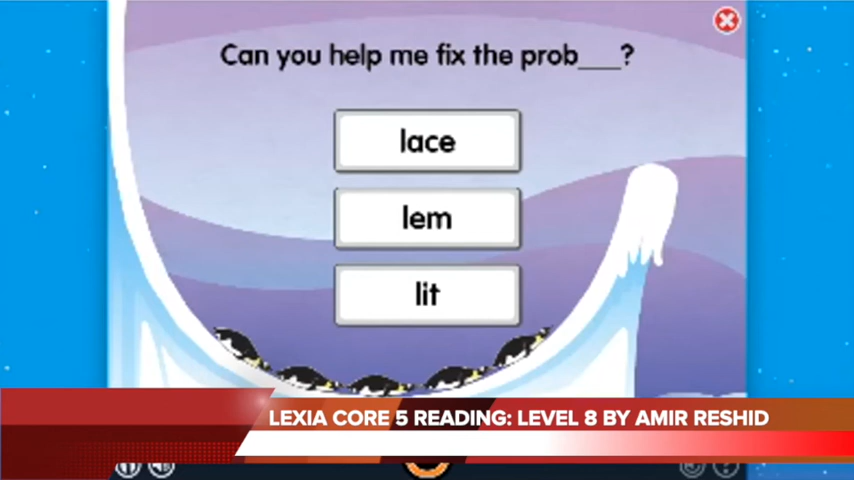 Can you help me fix the prob___?
lace
lem
lit
LEXIA CORE 5 READING: LEVEL 8 BY AMIR RESHID